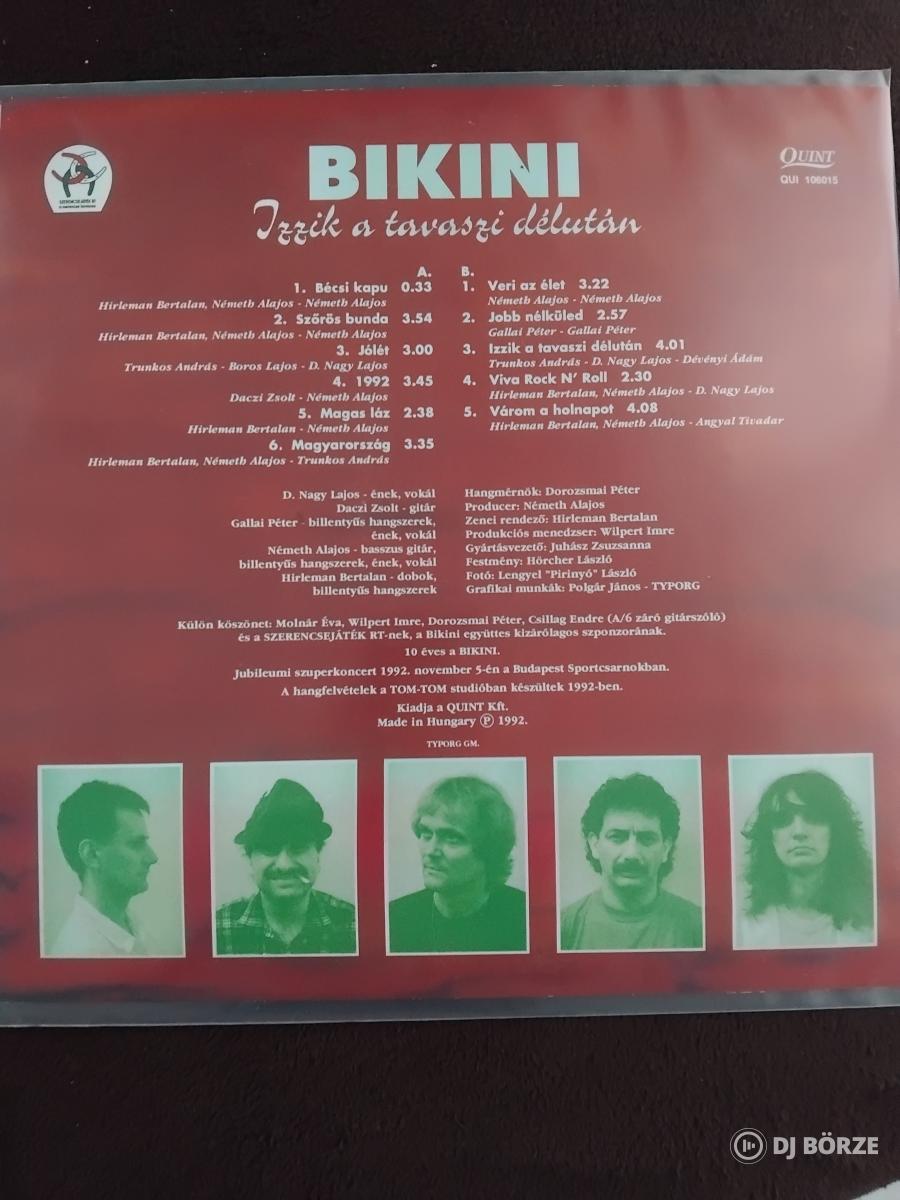 BIKINI
Izzik a tavaszi délután
QUINT
QUI 106015
SZERENCSEJÁTÉK RT
A.
1. Bécsi kapu 0.33
Hirleman Bertalan, Németh Alajos - Németh Alajos
2. Szőrös bunda 3.54
Hirleman Bertalan, Németh Alajos - Németh Alajos
3. Jólét 3.00
Trunkos András - Boros Lajos - D. Nagy Lajos
4. 1992 3.45
Daczi Zsolt - Németh Alajos
5. Magas láz 2.38
Hirleman Bertalan - Németh Alajos
6. Magyarország 3.35
Hirleman Bertalan, Németh Alajos - Trunkos András
B.
1. Veri az élet 3.22
Németh Alajos - Németh Alajos
2. Jobb nélküled 2.57
Gallai Péter - Gallai Péter
3. Izzik a tavaszi délután 4.01
Trunkos András - D. Nagy Lajos - Dévényi Ádám
4. Viva Rock N' Roll 2.30
Hirleman Bertalan, Németh Alajos - D. Nagy Lajos
5. Várom a holnapot 4.08
Hirleman Bertalan, Németh Alajos - Angyal Tivadar
D. Nagy Lajos - ének, vokál
Daczi Zsolt - gitár
Gallai Péter - billentyűs hangszerek,
ének, vokál
Németh Alajos - basszus gitár,
billentyűs hangszerek, ének, vokál
Hirleman Bertalan - dobok,
billentyűs hangszerek
Hangmérnök: Dorozsmai Péter
Producer: Németh Alajos
Zenei rendező: Hirleman Bertalan
Produkciós menedzser: Wilpert Imre
Gyártásvezető: Juhász Zsuzsanna
Festmény: Hörcher László
Fotó: Lengyel "Pirinyó" László
Grafikai munkák: Polgár János - TYPORG
Külön köszönet: Molnár Éva, Wilpert Imre, Dorozsmai Péter, Csillag Endre (A/6 záró gitárszóló)
és a SZERENCSEJÁTÉK RT-nek, a Bikini együttes kizárólagos szponzorának.
10 éves a BIKINI.
Jubileumi szuperkoncert 1992. november 5-én a Budapest Sportcsarnokban.
A hangfelvételek a TOM-TOM studióban készültek 1992-ben.
Kiadja a QUINT Kft.
Made in Hungary Ⓟ 1992.
TYPORG GM.
DJ BÖRZE